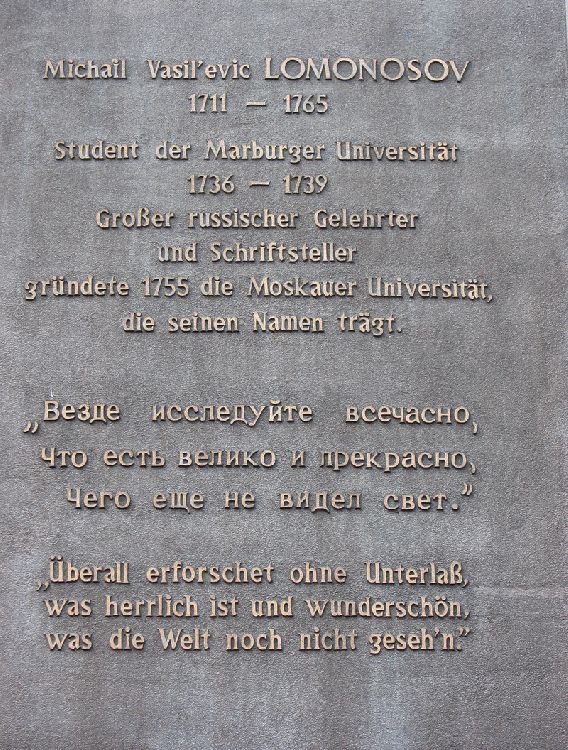 Michail Vasil'evic LOMONOSOV
1711 — 1765
Student der Marburger Universität
1736 — 1739
Großer russischer Gelehrter
und Schriftsteller
gründete 1755 die Moskauer Universität,
die seinen Namen trägt.
„Везде исследуйте всечасно,
Что есть велико и прекрасно,
Чего еще не видел свет.”
„Überall erforschet ohne Unterlaß,
was herrlich ist und wunderschön,
was die Welt noch nicht geseh'n.”